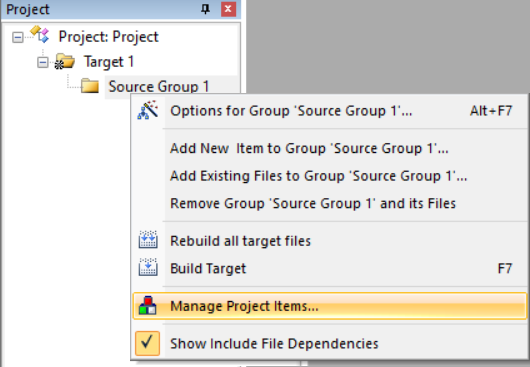 Project
Project: Project
Target 1
Source Group 1
Options for Group 'Source Group 1'... Alt+F7
Add New  Item to Group 'Source Group 1'...
Add Existing Files to Group 'Source Group 1'...
Remove Group 'Source Group 1' and its Files
Rebuild all target files
Build Target F7
Manage Project Items...
Show Include File Dependencies